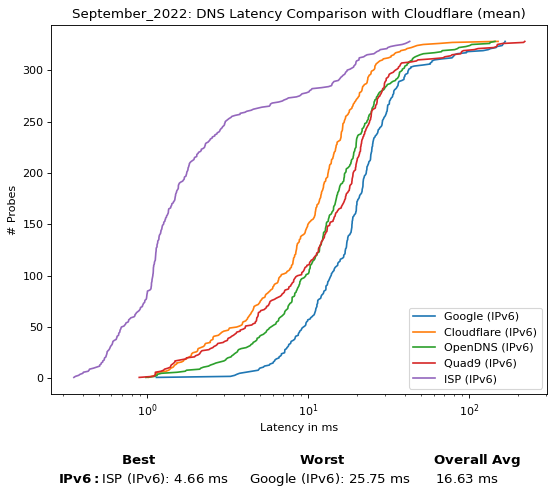 September_2022: DNS Latency Comparison with Cloudflare (mean)
# Probes
300
250
200
150
100
50
0
10⁰
10¹
10²
Latency in ms
Google (IPv6)
Cloudflare (IPv6)
OpenDNS (IPv6)
Quad9 (IPv6)
ISP (IPv6)
Best Worst Overall Avg
IPv6: ISP (IPv6): 4.66 ms Google (IPv6): 25.75 ms 16.63 ms